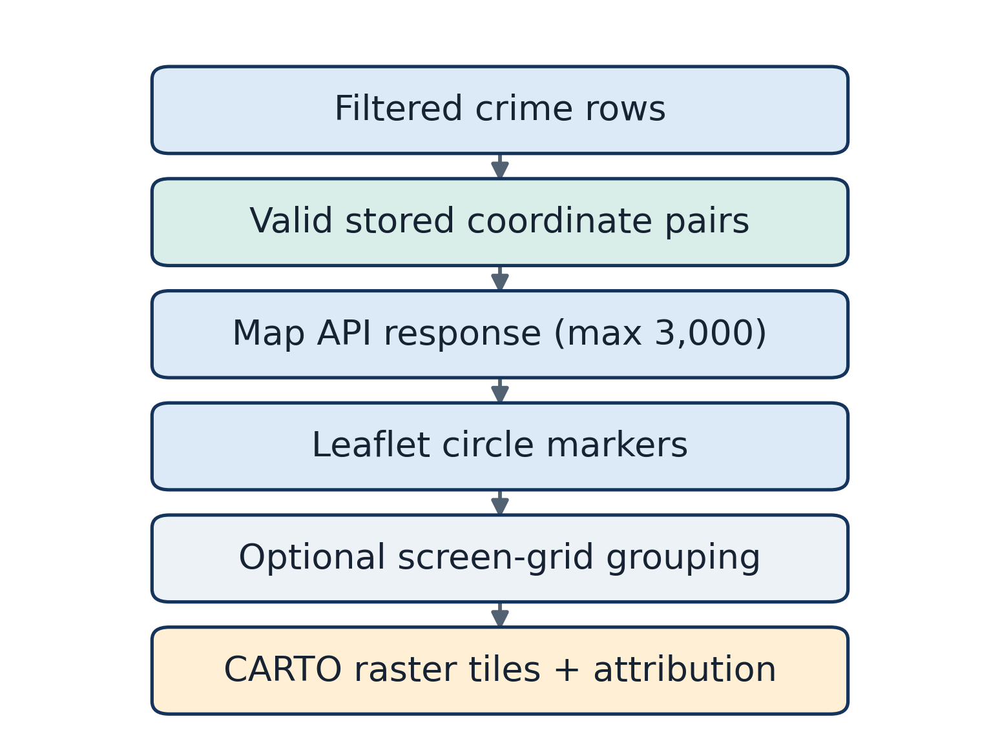 Filtered crime rows
Valid stored coordinate pairs
Map API response (max 3,000)
Leaflet circle markers
Optional screen-grid grouping
CARTO raster tiles + attribution